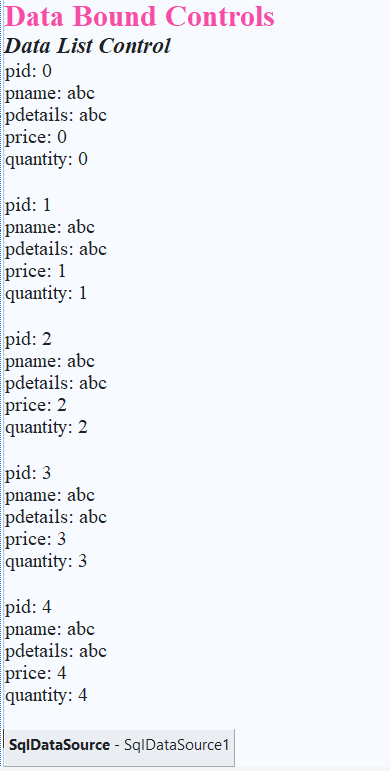 Data Bound Controls
Data List Control
pid: 0
pname: abc
pdetails: abc
price: 0
quantity: 0
pid: 1
pname: abc
pdetails: abc
price: 1
quantity: 1
pid: 2
pname: abc
pdetails: abc
price: 2
quantity: 2
pid: 3
pname: abc
pdetails: abc
price: 3
quantity: 3
pid: 4
pname: abc
pdetails: abc
price: 4
quantity: 4
SqlDataSource - SqlDataSource1